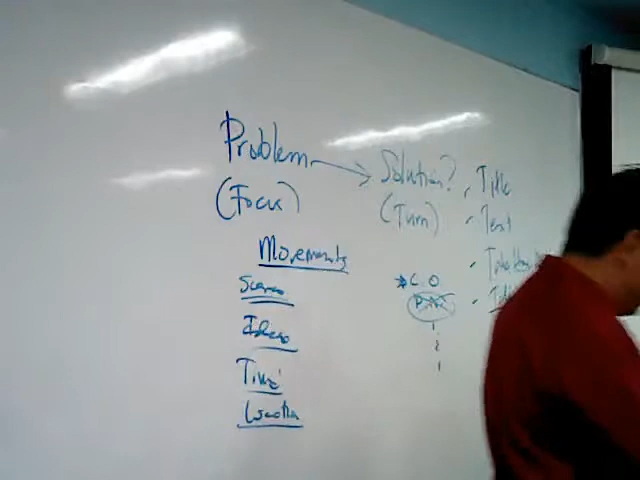 Problem → Solution?
(Focus) (Turn)
Title
Text
Movements
Scenes
Ideas
Time
Location